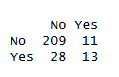 No Yes
No 209 11
Yes 28 13